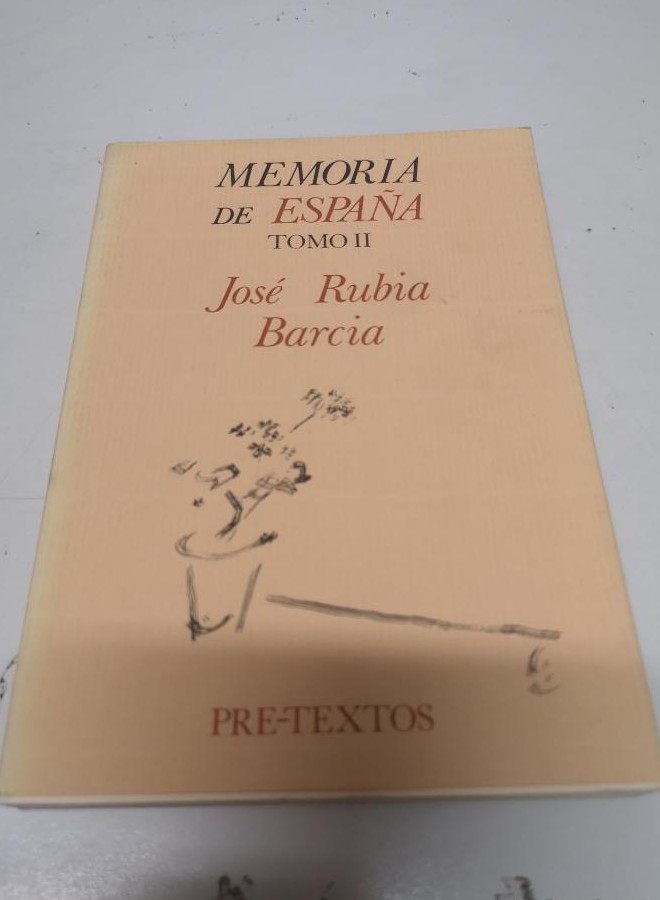 MEMORIA
DE ESPAÑA
TOMO II
José Rubia
Barcia
PRE-TEXTOS